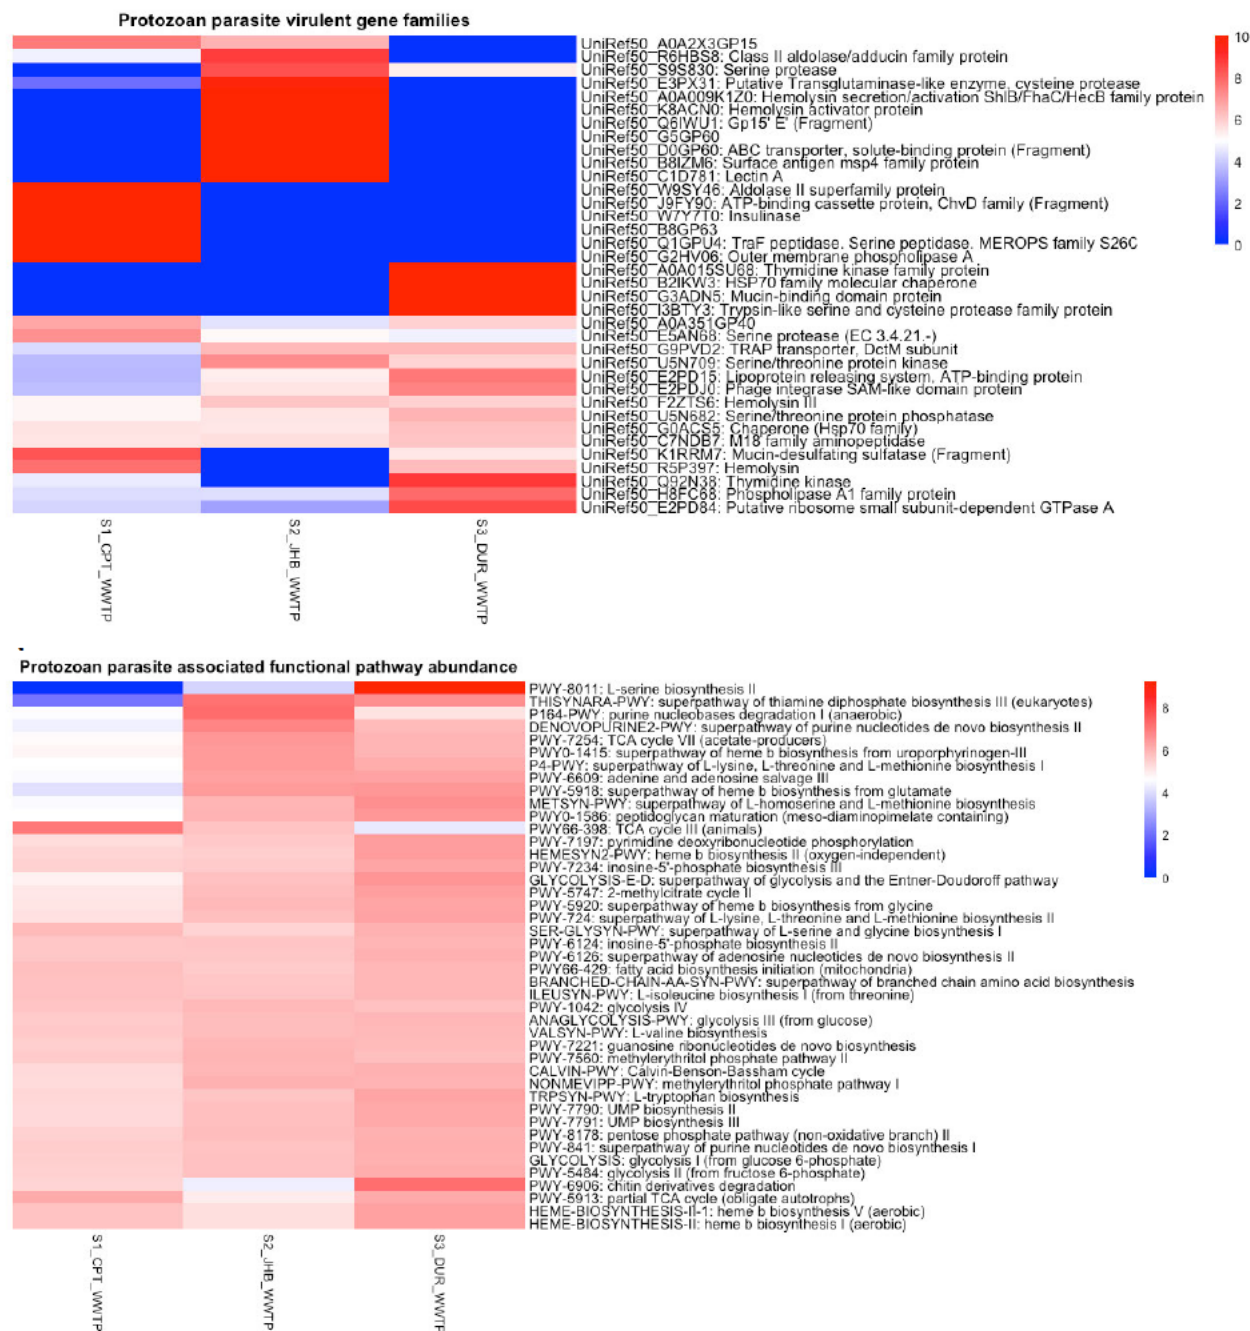 Protozoan parasite virulent gene families
UniRef50_A0A2X3GP15
UniRef50_R6HBS8: Class II aldolase/adducin family protein
UniRef50_S9S830: Serine protease
UniRef50_E3PX31: Putative Transglutaminase-like enzyme, cysteine protease
UniRef50_A0A009K1Z0: Hemolysin secretion/activation ShlB/FhaC/HecB family protein
UniRef50_K8ACN0: Hemolysin activator protein
UniRef50_Q6IWU1: Gp15' E' (Fragment)
UniRef50_G5GP60
UniRef50_D0GP60: ABC transporter, solute-binding protein (Fragment)
UniRef50_B8IZM6: Surface antigen msp4 family protein
UniRef50_C1D781: Lectin A
UniRef50_W9SY46: Aldolase II superfamily protein
UniRef50_J9FY90: ATP-binding cassette protein, ChvD family (Fragment)
UniRef50_W7Y7T0: Insulinase
UniRef50_B8GP63
UniRef50_Q1GPU4: TraF peptidase. Serine peptidase. MEROPS family S26C
UniRef50_G2HV06: Outer membrane phospholipase A
UniRef50_A0A015SU68: Thymidine kinase family protein
UniRef50_B2IKW3: HSP70 family molecular chaperone
UniRef50_G3ADN5: Mucin-binding domain protein
UniRef50_I3BTY3: Trypsin-like serine and cysteine protease family protein
UniRef50_A0A351GP40
UniRef50_E5AN68: Serine protease (EC 3.4.21.-)
UniRef50_G9PVD2: TRAP transporter, DctM subunit
UniRef50_U5N709: Serine/threonine protein kinase
UniRef50_E2PD15: Lipoprotein releasing system, ATP-binding protein
UniRef50_E2PDJ0: Phage integrase SAM-like domain protein
UniRef50_F2ZTS6: Hemolysin III
UniRef50_U5N682: Serine/threonine protein phosphatase
UniRef50_G0ACS5: Chaperone (Hsp70 family)
UniRef50_C7NDB7: M18 family aminopeptidase
UniRef50_K1RRM7: Mucin-desulfating sulfatase (Fragment)
UniRef50_R5P397: Hemolysin
UniRef50_Q92N38: Thymidine kinase
UniRef50_H8FC68: Phospholipase A1 family protein
UniRef50_E2PD84: Putative ribosome small subunit-dependent GTPase A
10
8
6
4
2
0
S1_CPT_WWTP
S2_JHB_WWTP
S3_DUR_WWTP
Protozoan parasite associated functional pathway abundance
PWY-8011: L-serine biosynthesis II
THISYNARA-PWY: superpathway of thiamine diphosphate biosynthesis III (eukaryotes)
P164-PWY: purine nucleobases degradation I (anaerobic)
DENOVOPURINE2-PWY: superpathway of purine nucleotides de novo biosynthesis II
PWY-7254: TCA cycle VII (acetate-producers)
PWY0-1415: superpathway of heme b biosynthesis from uroporphyrinogen-III
P4-PWY: superpathway of L-lysine, L-threonine and L-methionine biosynthesis I
PWY-6609: adenine and adenosine salvage III
PWY-5918: superpathway of heme b biosynthesis from glutamate
METSYN-PWY: superpathway of L-homoserine and L-methionine biosynthesis
PWY0-1586: peptidoglycan maturation (meso-diaminopimelate containing)
PWY66-398: TCA cycle III (animals)
PWY-7197: pyrimidine deoxyribonucleotide phosphorylation
HEMESYN2-PWY: heme b biosynthesis II (oxygen-independent)
PWY-7234: inosine-5'-phosphate biosynthesis III
GLYCOLYSIS-E-D: superpathway of glycolysis and the Entner-Doudoroff pathway
PWY-5747: 2-methylcitrate cycle II
PWY-5920: superpathway of heme b biosynthesis from glycine
PWY-724: superpathway of L-lysine, L-threonine and L-methionine biosynthesis II
SER-GLYSYN-PWY: superpathway of L-serine and glycine biosynthesis I
PWY-6124: inosine-5'-phosphate biosynthesis II
PWY-6126: superpathway of adenosine nucleotides de novo biosynthesis II
PWY66-429: fatty acid biosynthesis initiation (mitochondria)
BRANCHED-CHAIN-AA-SYN-PWY: superpathway of branched chain amino acid biosynthesis
ILEUSYN-PWY: L-isoleucine biosynthesis I (from threonine)
PWY-1042: glycolysis IV
ANAGLYCOLYSIS-PWY: glycolysis III (from glucose)
VALSYN-PWY: L-valine biosynthesis
PWY-7221: guanosine ribonucleotides de novo biosynthesis
PWY-7560: methylerythritol phosphate pathway II
CALVIN-PWY: Calvin-Benson-Bassham cycle
NONMEVIPP-PWY: methylerythritol phosphate pathway I
TRPSYN-PWY: L-tryptophan biosynthesis
PWY-7790: UMP biosynthesis II
PWY-7791: UMP biosynthesis III
PWY-8178: pentose phosphate pathway (non-oxidative branch) II
PWY-841: superpathway of purine nucleotides de novo biosynthesis I
GLYCOLYSIS: glycolysis I (from glucose 6-phosphate)
PWY-5484: glycolysis II (from fructose 6-phosphate)
PWY-6906: chitin derivatives degradation
PWY-5913: partial TCA cycle (obligate autotrophs)
HEME-BIOSYNTHESIS-II-1: heme b biosynthesis V (aerobic)
HEME-BIOSYNTHESIS-II: heme b biosynthesis I (aerobic)
8
6
4
2
0
S1_CPT_WWTP
S2_JHB_WWTP
S3_DUR_WWTP